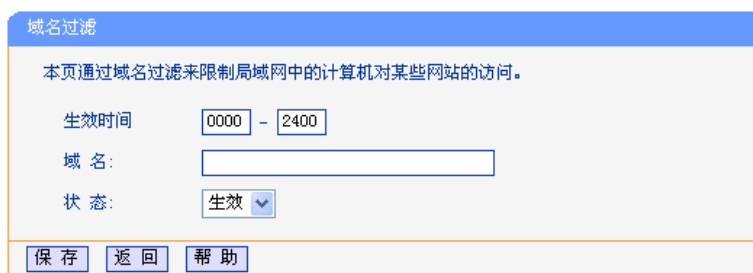 域名过滤
本页通过域名过滤来限制局域网中的计算机对某些网站的访问。
生效时间 0000 - 2400
域 名:
状 态: 生效
保 存 返 回 帮 助